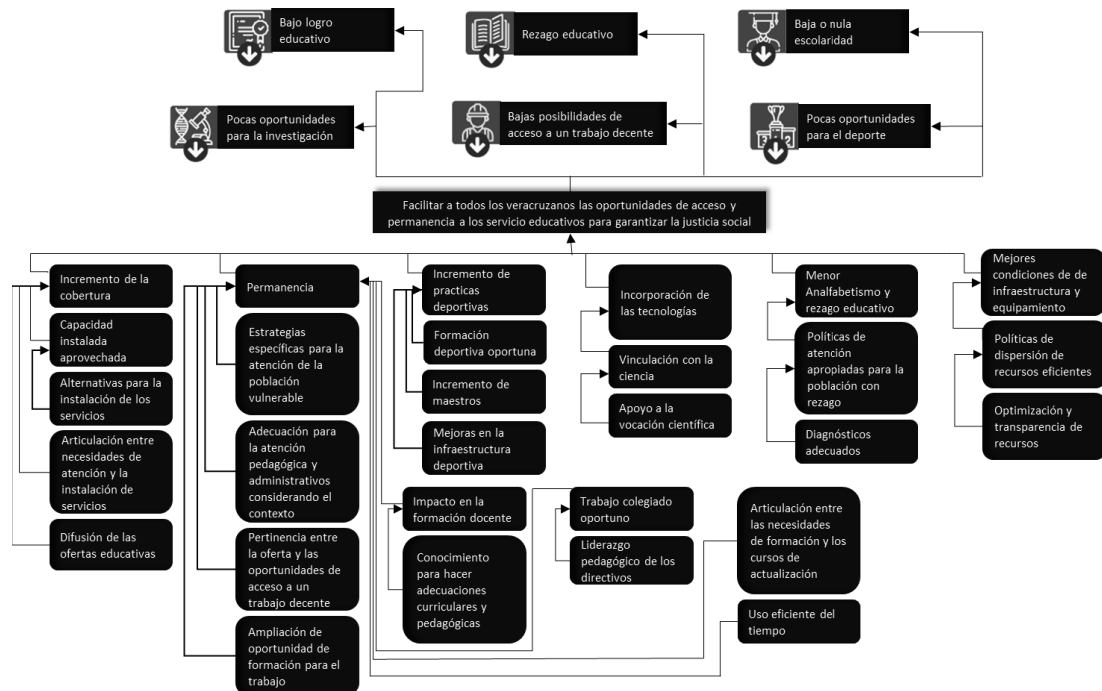 Bajo logro
educativo
Rezago educativo
Baja o nula
escolaridad
Pocas oportunidades
para la investigación
Bajas posibilidades de
acceso a un trabajo decente
Pocas oportunidades
para el deporte
Facilitar a todos los veracruzanos las oportunidades de acceso y
permanencia a los servicio educativos para garantizar la justicia social
Incremento de la
cobertura
Capacidad
instalada
aprovechada
Alternativas para la
instalación de los
servicios
Articulación entre
necesidades de
atención y la
instalación de
servicios
Difusión de las
ofertas educativas
Permanencia
Estrategias
específicas para la
atención de la
población
vulnerable
Adecuación para
la atención
pedagógica y
administrativos
considerando el
contexto
Pertinencia entre
la oferta y las
oportunidades de
acceso a un
trabajo decente
Ampliación de
oportunidad de
formación para el
trabajo
Incremento de
practicas
deportivas
Formación
deportiva oportuna
Incremento de
maestros
Mejoras en la
infraestructura
deportiva
Impacto en la
formación docente
Conocimiento
para hacer
adecuaciones
curriculares y
pedagógicas
Incorporación de
las tecnologías
Vinculación con la
ciencia
Apoyo a la
vocación científica
Trabajo colegiado
oportuno
Liderazgo
pedagógico de los
directivos
Menor
Analfabetismo y
rezago educativo
Políticas de
atención
apropiadas para la
población con
rezago
Diagnósticos
adecuados
Articulación entre
las necesidades
de formación y los
cursos de
actualización
Uso eficiente del
tiempo
Mejores
condiciones de de
infraestructura y
equipamiento
Políticas de
dispersión de
recursos eficientes
Optimización y
transparencia de
recursos